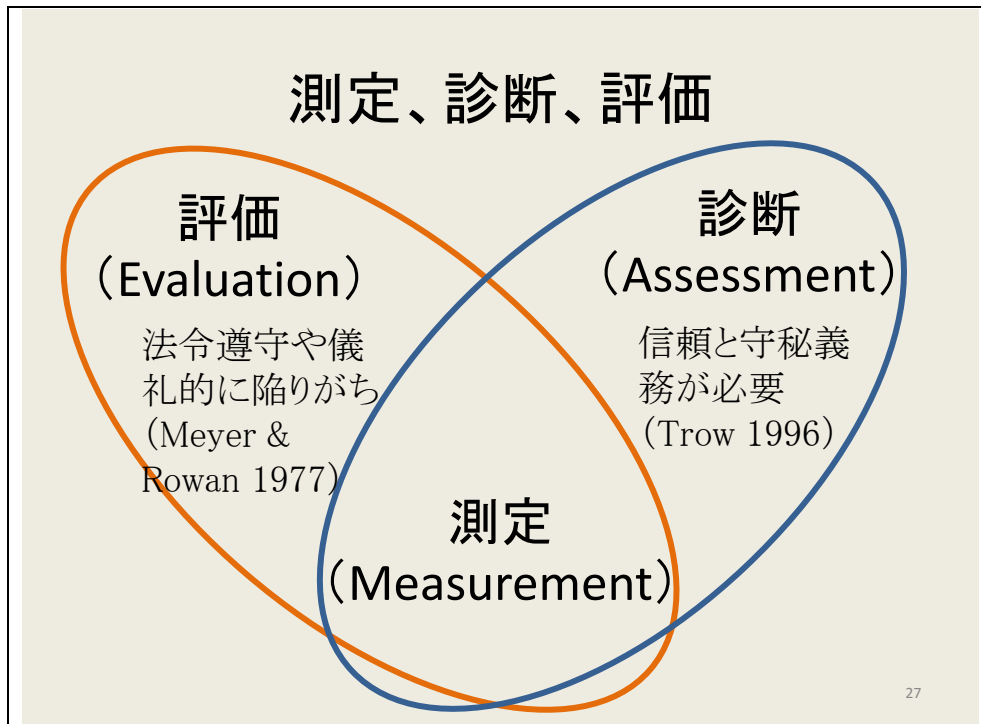 測定、診断、評価
評価
（Evaluation）
法令遵守や儀
礼的に陥りがち
（Meyer &
Rowan 1977）
診断
（Assessment）
信頼と守秘義
務が必要
（Trow 1996）
測定
（Measurement）
27